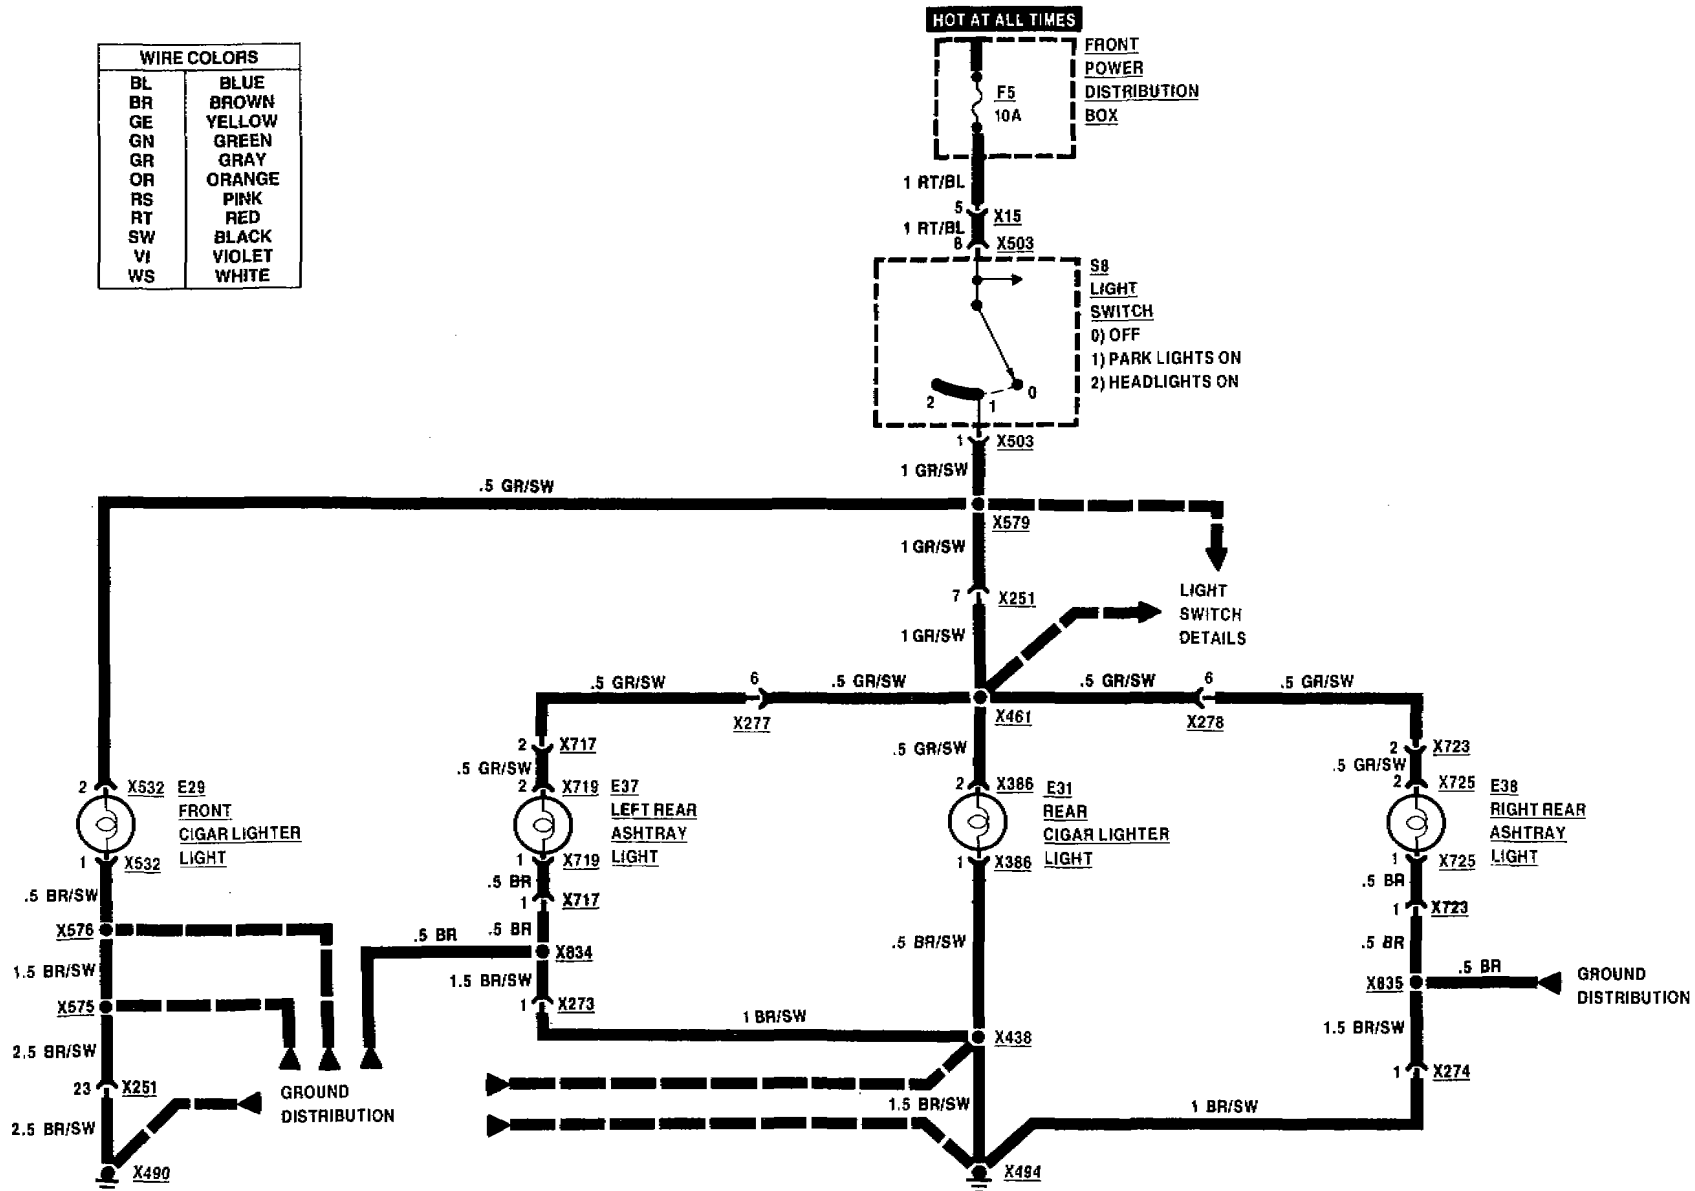 HOT AT ALL TIMES
FRONT
POWER
DISTRIBUTION
BOX
F5
10A
WIRE COLORS
BL BLUE
BR BROWN
GE YELLOW
GN GREEN
GR GRAY
OR ORANGE
RS PINK
RT RED
SW BLACK
VI VIOLET
WS WHITE
1 RT/BL
5 X15
1 RT/BL
8 X503
S8
LIGHT
SWITCH
0) OFF
1) PARK LIGHTS ON
2) HEADLIGHTS ON
2 1 0
1 X503
1 GR/SW
.5 GR/SW
X579
1 GR/SW
7 X251
1 GR/SW
LIGHT
SWITCH
DETAILS
.5 GR/SW 6 .5 GR/SW .5 GR/SW 6 .5 GR/SW
X277 X461 X278
2 X717 .5 GR/SW 2 X723
.5 GR/SW .5 GR/SW
2 X532 E29
FRONT
CIGAR LIGHTER
LIGHT
1 X532
2 X719 E37
LEFT REAR
ASHTRAY
LIGHT
1 X719
2 X386 E31
REAR
CIGAR LIGHTER
LIGHT
1 X386
2 X725 E38
RIGHT REAR
ASHTRAY
LIGHT
1 X725
.5 BR/SW .5 BR .5 BR
1 X717 1 X723
X576 .5 BR .5 BR .5 BR/SW .5 BR
X834
1.5 BR/SW 1.5 BR/SW X835 .5 BR
GROUND
DISTRIBUTION
X575 1 X273 1 BR/SW 1.5 BR/SW
2.5 BR/SW X438
23 X251 1 X274
GROUND
DISTRIBUTION
1.5 BR/SW 1 BR/SW
2.5 BR/SW
X490 X494